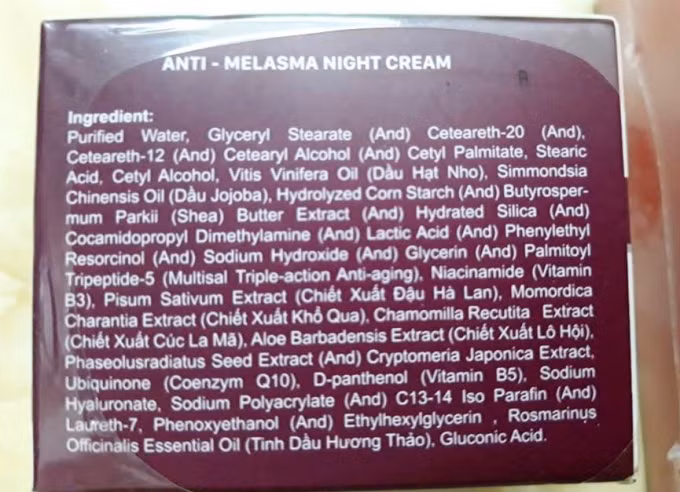 ANTI - MELASMA NIGHT CREAM
Ingredient:
Purified Water, Glyceryl Stearate (And) Ceteareth-20 (And),
Ceteareth-12 (And) Cetearyl Alcohol (And) Cetyl Palmitate, Stearic
Acid, Cetyl Alcohol, Vitis Vinifera Oil (Dầu Hạt Nho), Simmondsia
Chinensis Oil (Dầu Jojoba), Hydrolyzed Corn Starch (And) Butyrosper-
mum Parkii (Shea) Butter Extract (And) Hydrated Silica (And)
Cocamidopropyl Dimethylamine (And) Lactic Acid (And) Phenylethyl
Resorcinol (And) Sodium Hydroxide (And) Glycerin (And) Palmitoyl
Tripeptide-5 (Multisal Triple-action Anti-aging), Niacinamide (Vitamin
B3), Pisum Sativum Extract (Chiết Xuất Đậu Hà Lan), Momordica
Charantia Extract (Chiết Xuất Khổ Qua), Chamomilla Recutita Extract
(Chiết Xuất Cúc La Mã), Aloe Barbadensis Extract (Chiết Xuất Lô Hội),
Phaseolusradiatus Seed Extract (And) Cryptomeria Japonica Extract,
Ubiquinone (Coenzym Q10), D-panthenol (Vitamin B5), Sodium
Hyaluronate, Sodium Polyacrylate (And) C13-14 Iso Parafin (And)
Laureth-7, Phenoxyethanol (And) Ethylhexylglycerin , Rosmarinus
Officinalis Essential Oil (Tinh Dầu Hương Thảo), Gluconic Acid.